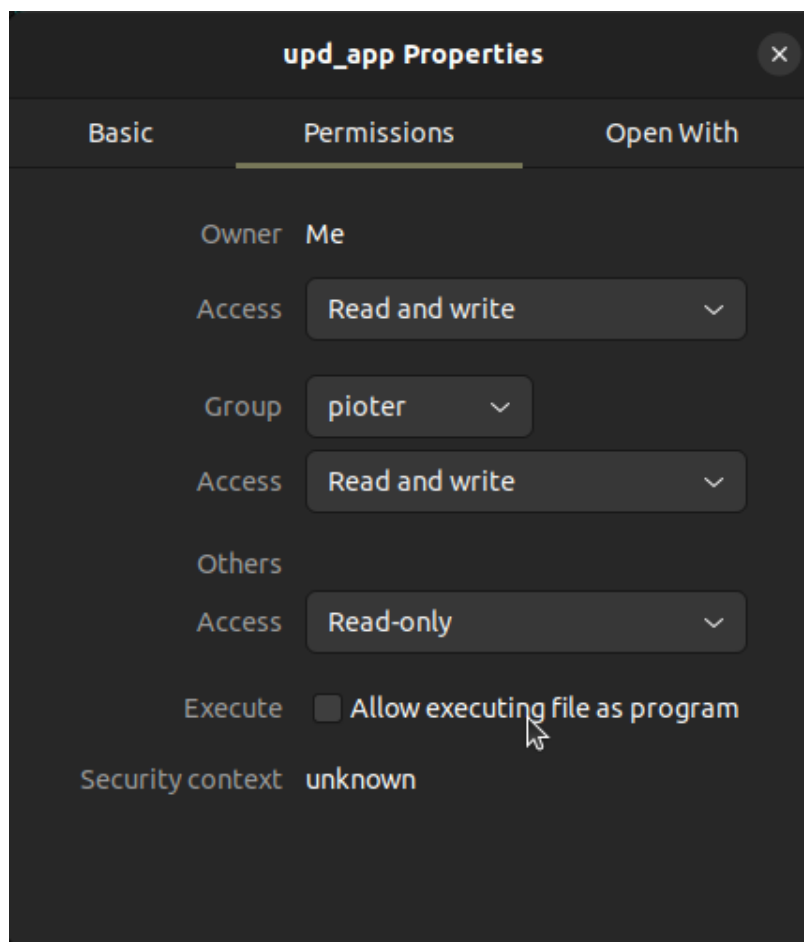 upd_app Properties
Basic Permissions Open With
Owner Me
Access Read and write
Group pioter
Access Read and write
Others
Access Read-only
Execute Allow executing file as program
Security context unknown